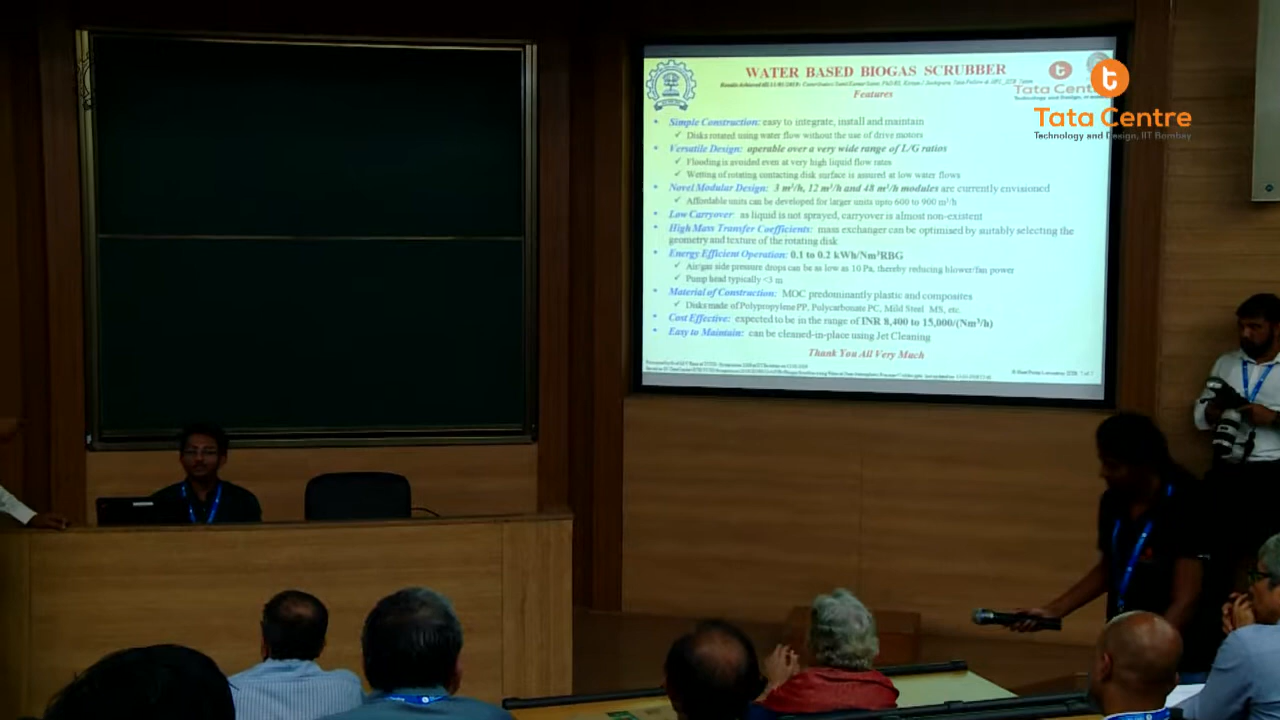 WATER BASED BIOGAS SCRUBBER
Features
Tata Centre
Technology and Design, IIT Bombay
• Simple Construction: easy to integrate, install and maintain
✓ Disks rotated using water flow without the use of drive motors
• Versatile Design: operable over a very wide range of L/G ratios
✓ Flooding is avoided even at very high liquid flow rates
✓ Wetting of rotating contacting disk surface is assured at low water flows
• Novel Modular Design: 3 m³/h, 12 m³/h and 48 m³/h modules are currently envisioned
✓ Affordable units can be developed for larger units upto 600 to 900 m³/h
• Low Carryover: as liquid is not sprayed, carryover is almost non-existent
• High Mass Transfer Coefficients: mass exchanger can be optimised by suitably selecting the
geometry and texture of the rotating disk
• Energy Efficient Operation: 0.1 to 0.2 kWh/Nm³RBG
✓ Air/gas side pressure drops can be as low as 10 Pa, thereby reducing blower/fan power
✓ Pump head typically <3 m
• Material of Construction: MOC predominantly plastic and composites
✓ Disks made of Polypropylene PP, Polycarbonate PC, Mild Steel MS, etc.
• Cost Effective: expected to be in the range of INR 8,400 to 15,000/(Nm³/h)
• Easy to Maintain: can be cleaned-in-place using Jet Cleaning
Thank You All Very Much